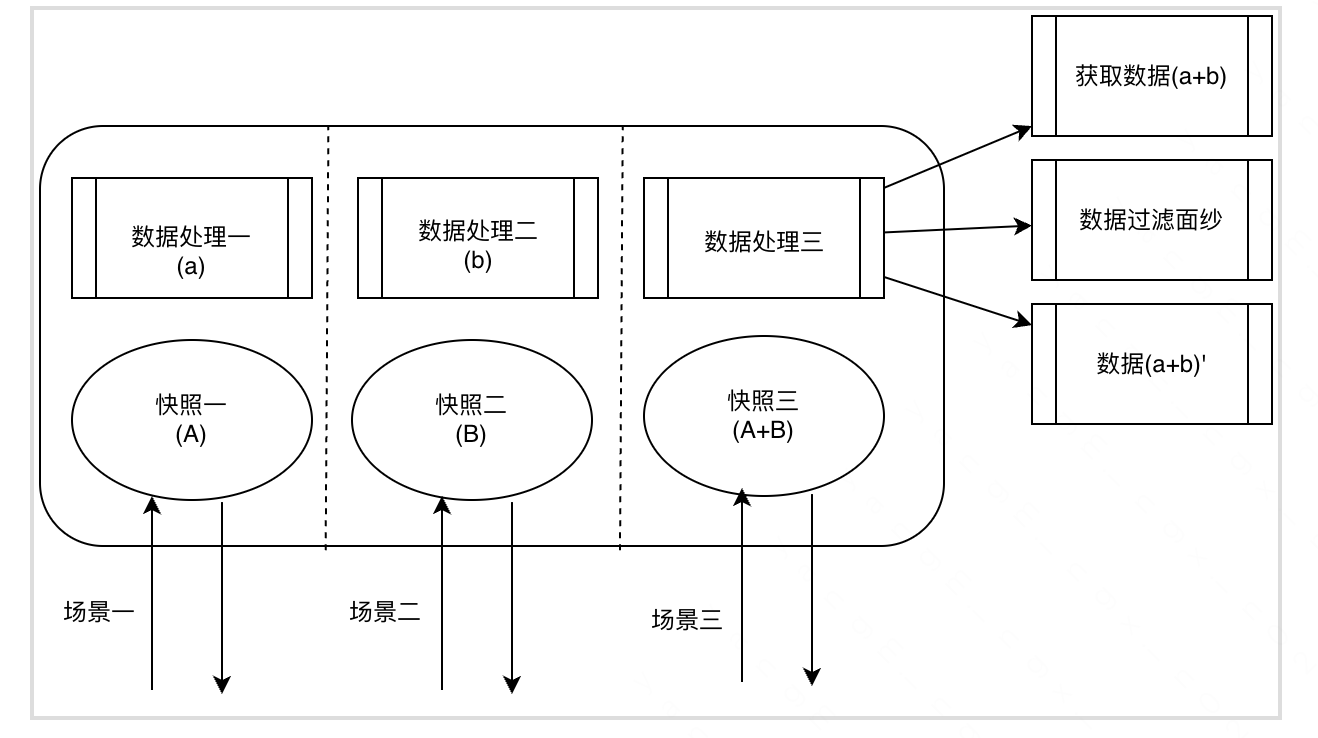 获取数据(a+b)
数据过滤面纱
数据(a+b)'
数据处理一
(a)
数据处理二
(b)
数据处理三
快照一
(A)
快照二
(B)
快照三
(A+B)
场景一
场景二
场景三